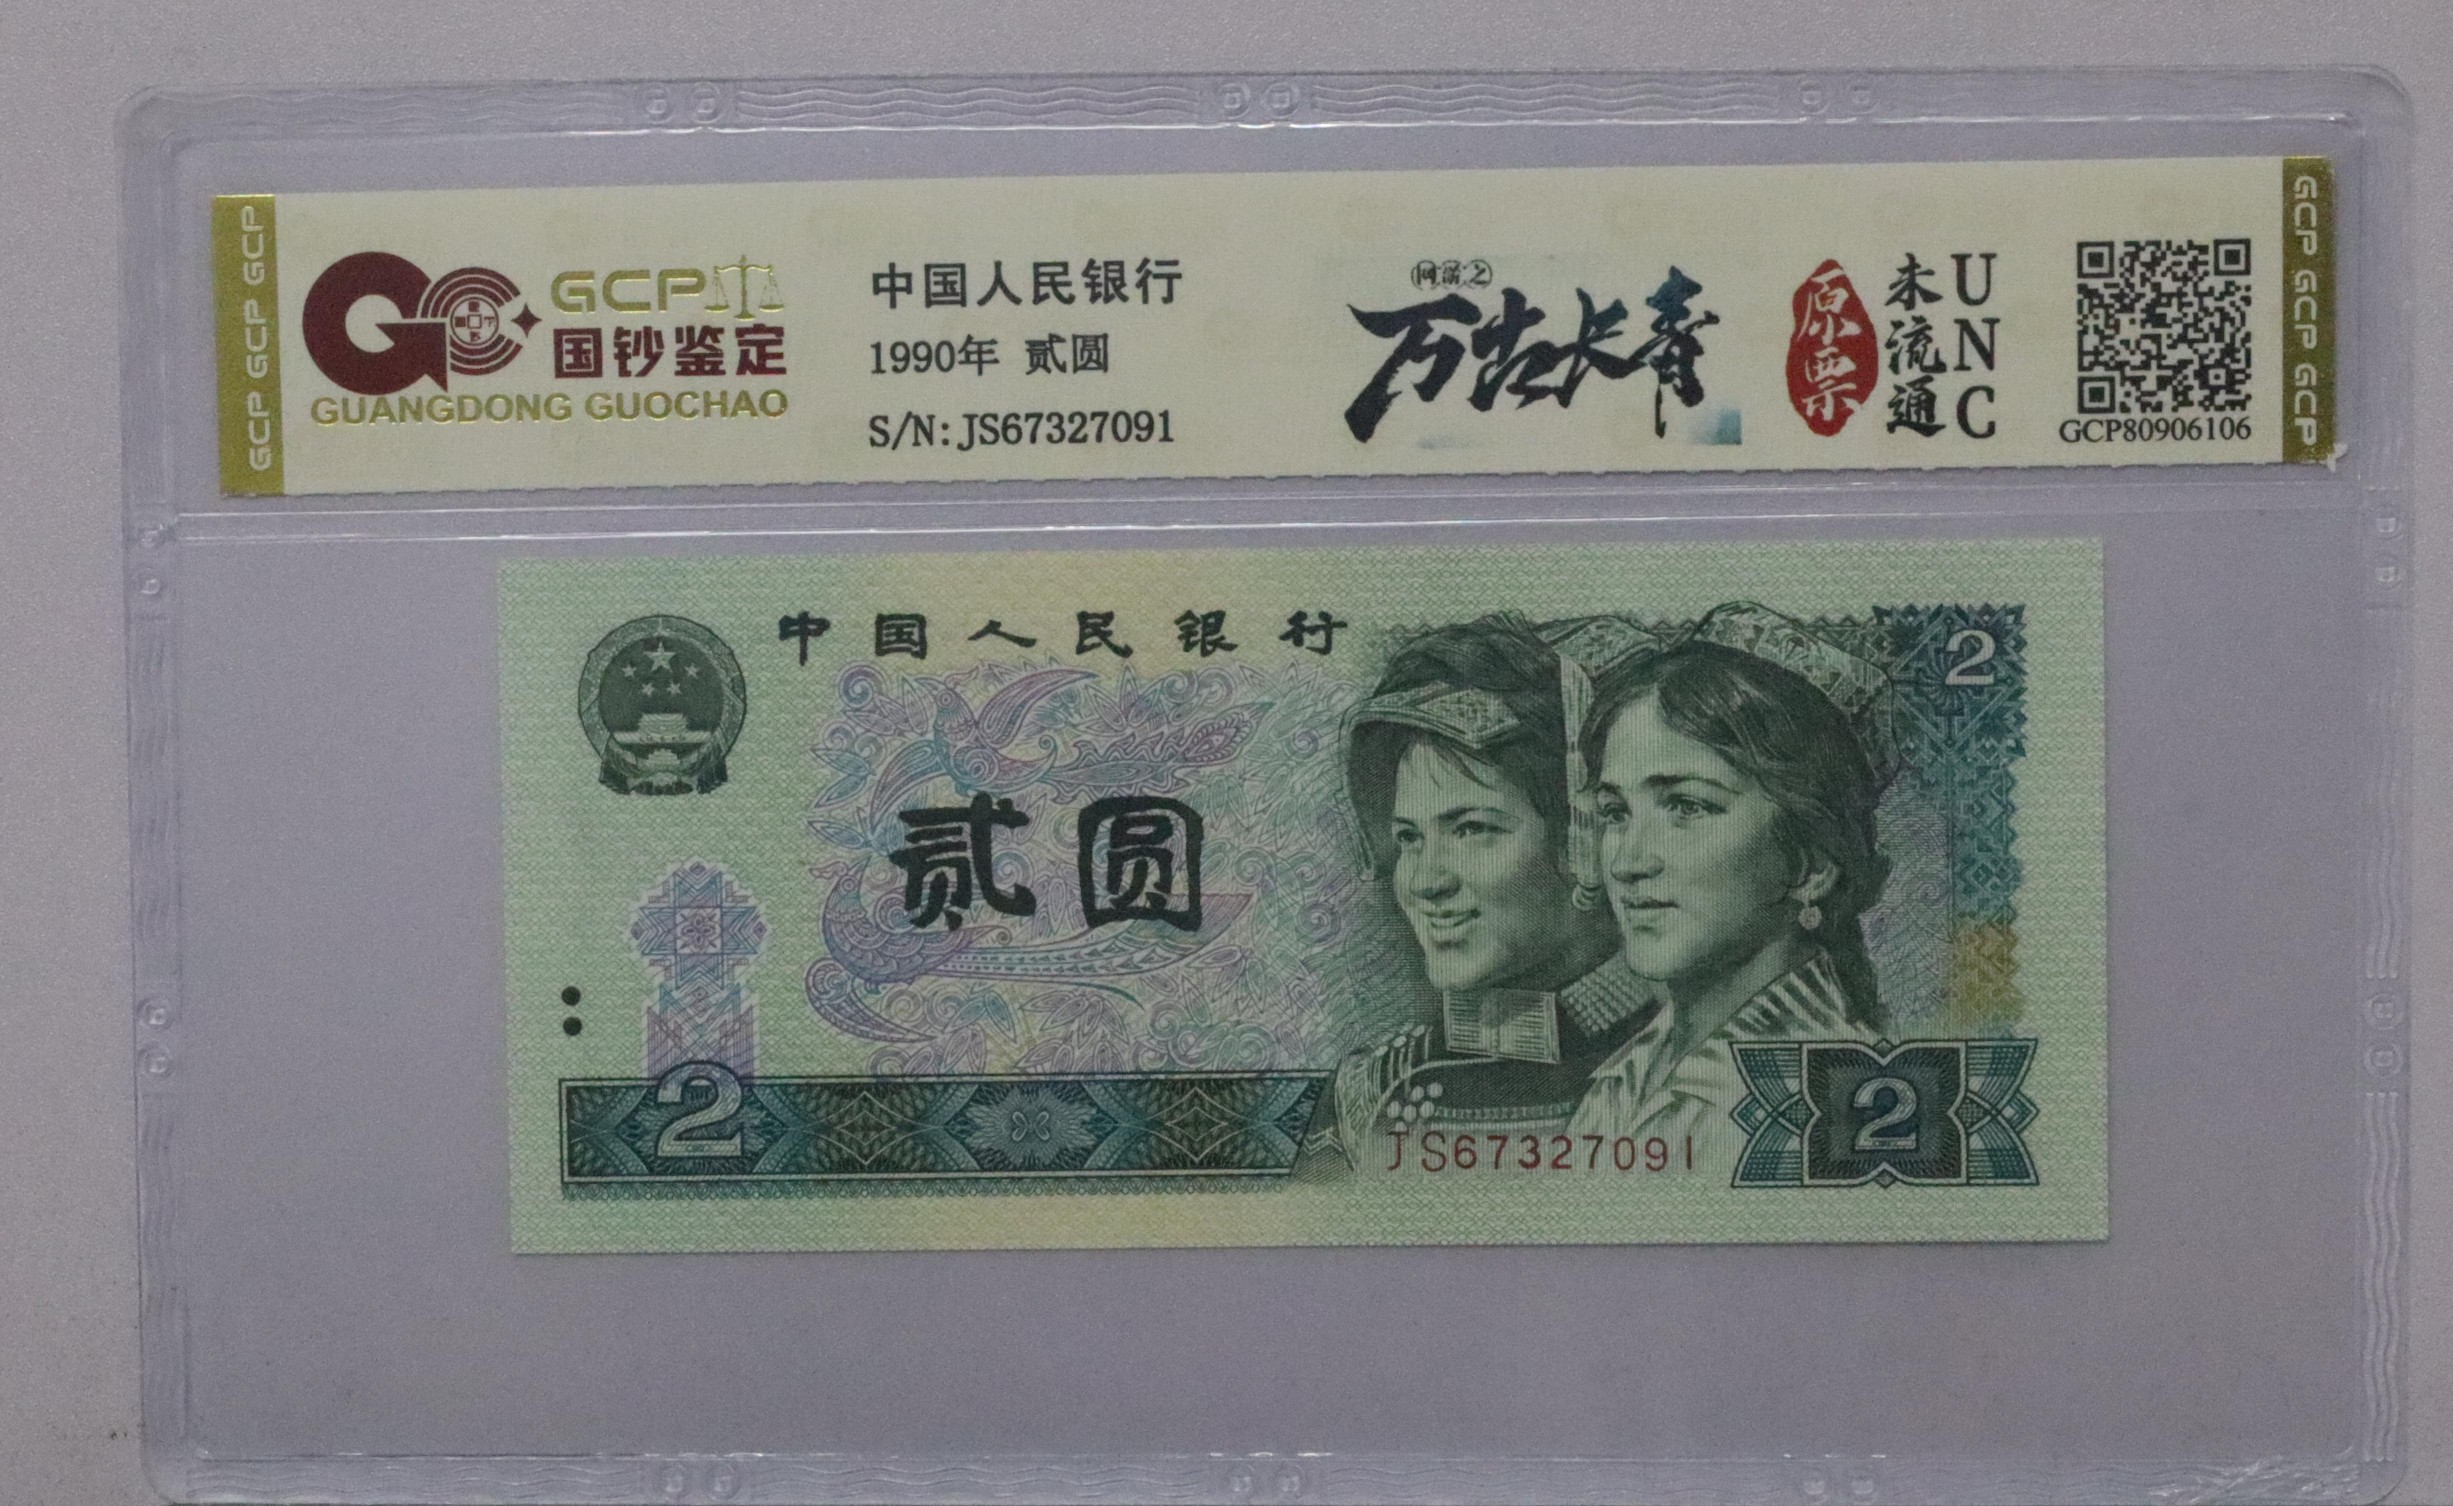 GCP GCP GCP
GCP
国钞鉴定
GUANGDONG GUOCHAO
中国人民银行
1990年 贰圆
S/N: JS67327091
万古长青
原票
未流通
UNC
GCP80906106
GCP GCP GCP
中国人民银行
2
贰圆
2
JS67327091
2